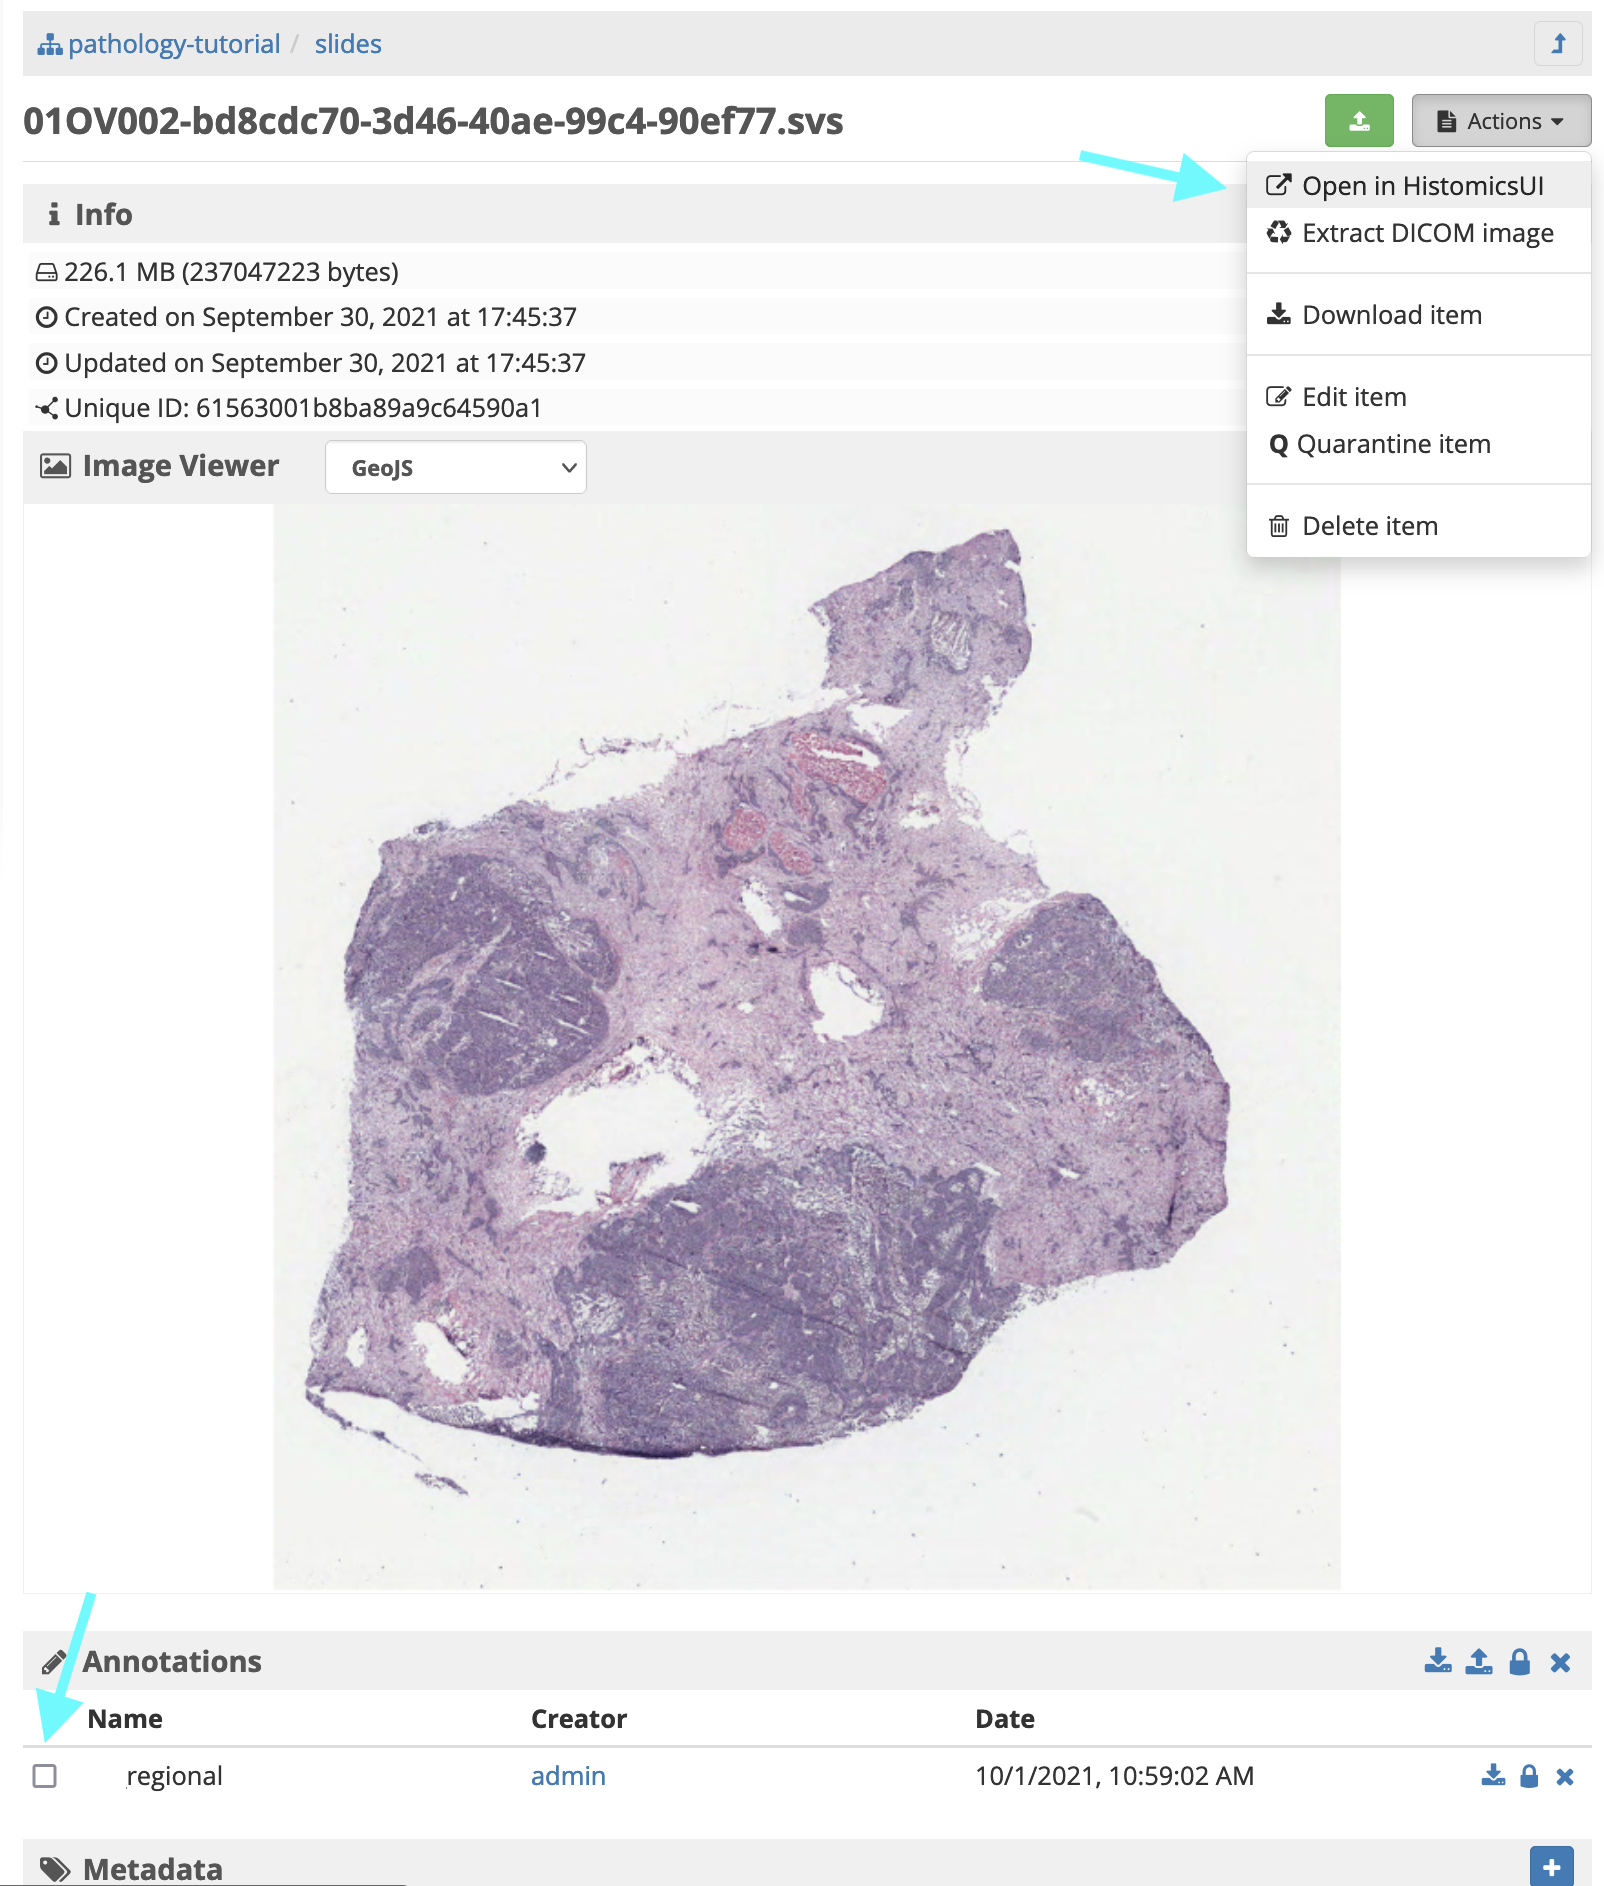 pathology-tutorial / slides
01OV002-bd8cdc70-3d46-40ae-99c4-90ef77.svs
Actions
Open in HistomicsUI
Extract DICOM image
Download item
Edit item
Q Quarantine item
Delete item
Info
226.1 MB (237047223 bytes)
Created on September 30, 2021 at 17:45:37
Updated on September 30, 2021 at 17:45:37
Unique ID: 61563001b8ba89a9c64590a1
Image Viewer GeoJS
Annotations
Name Creator Date
regional admin 10/1/2021, 10:59:02 AM
Metadata